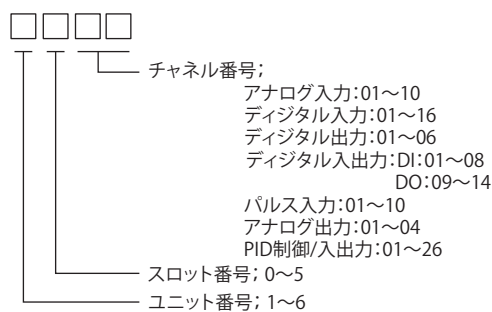 チャネル番号;
アナログ入力:01～10
ディジタル入力:01～16
ディジタル出力:01～06
ディジタル入出力:DI:01～08
DO:09～14
パルス入力:01～10
アナログ出力:01～04
PID制御/入出力:01～26
スロット番号; 0～5
ユニット番号; 1～6